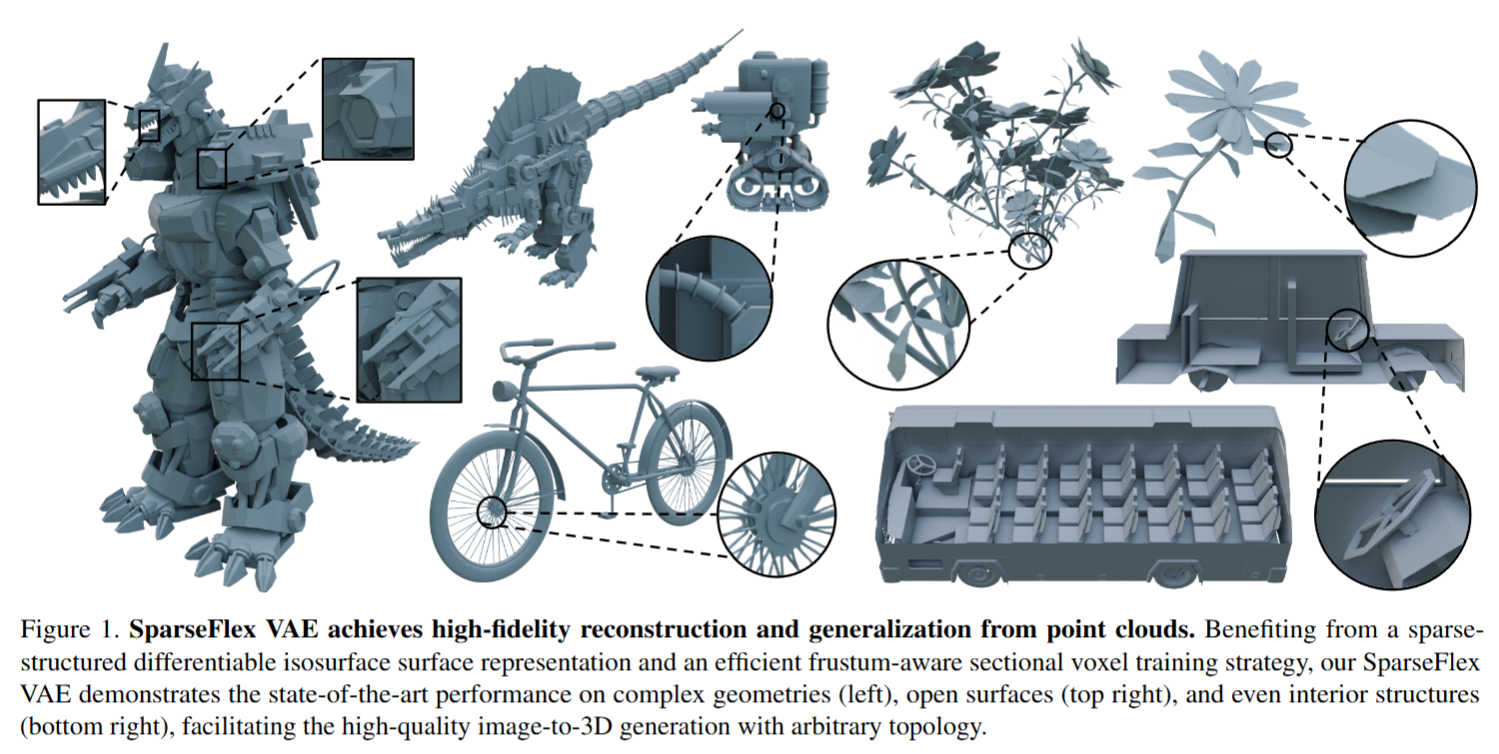 Figure 1. SparseFlex VAE achieves high-fidelity reconstruction and generalization from point clouds. Benefiting from a sparse-
structured differentiable isosurface surface representation and an efficient frustum-aware sectional voxel training strategy, our SparseFlex
VAE demonstrates the state-of-the-art performance on complex geometries (left), open surfaces (top right), and even interior structures
(bottom right), facilitating the high-quality image-to-3D generation with arbitrary topology.